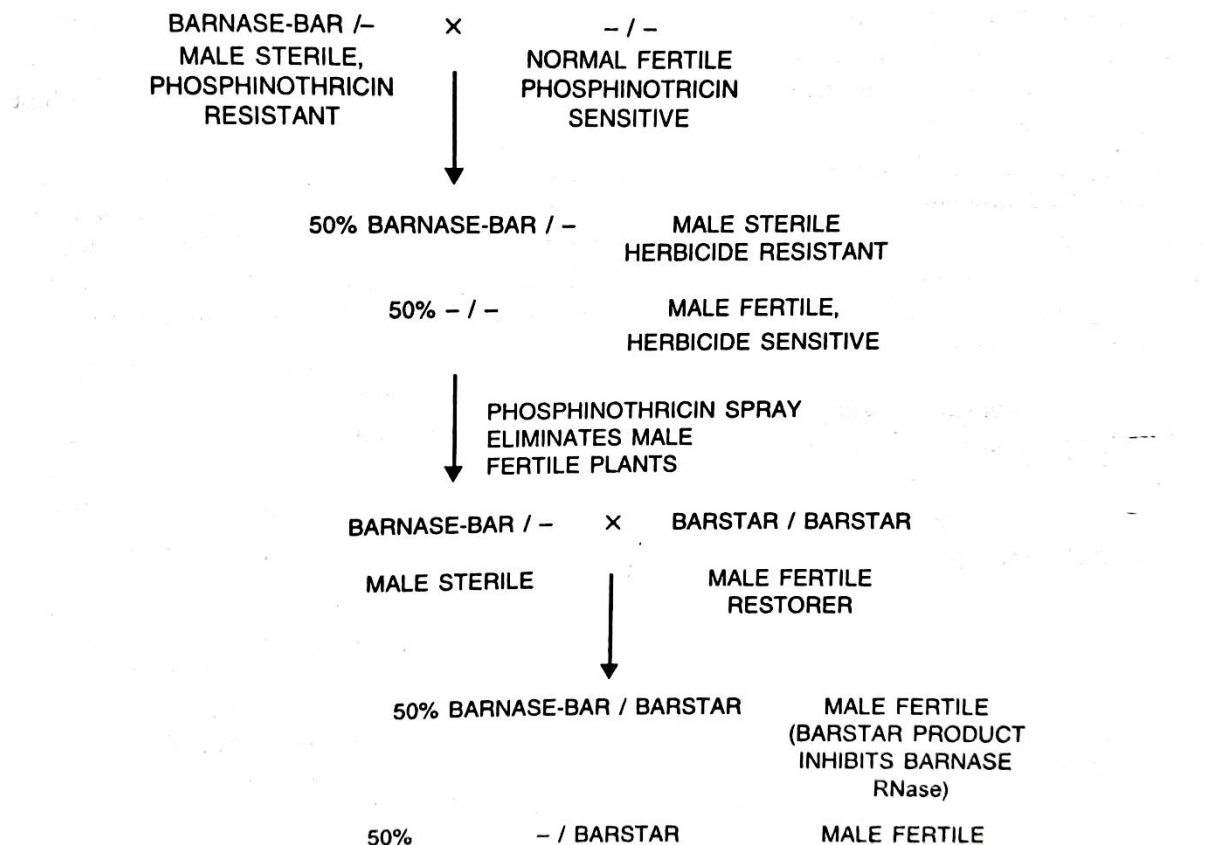 BARNASE-BAR /– × – / –
MALE STERILE, NORMAL FERTILE
PHOSPHINOTHRICIN PHOSPHINOTRICIN
RESISTANT SENSITIVE
50% BARNASE-BAR / – MALE STERILE
HERBICIDE RESISTANT
50% – / – MALE FERTILE,
HERBICIDE SENSITIVE
PHOSPHINOTHRICIN SPRAY
ELIMINATES MALE
FERTILE PLANTS
BARNASE-BAR / – × BARSTAR / BARSTAR
MALE STERILE MALE FERTILE
RESTORER
50% BARNASE-BAR / BARSTAR MALE FERTILE
(BARSTAR PRODUCT
INHIBITS BARNASE
RNase)
50% – / BARSTAR MALE FERTILE